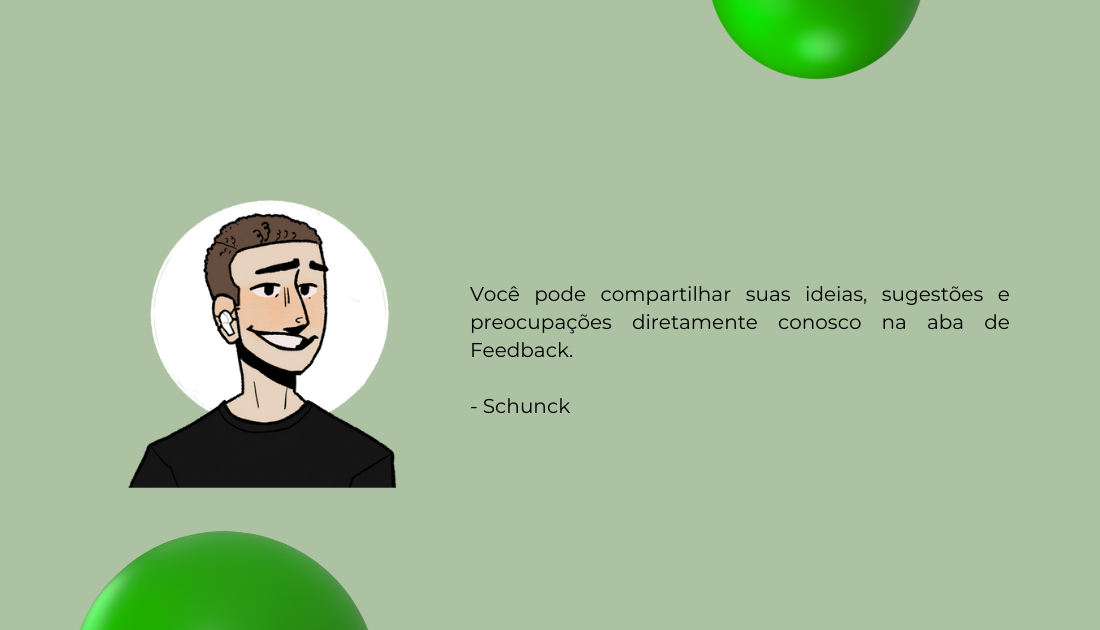 Você pode compartilhar suas ideias, sugestões e
preocupações diretamente conosco na aba de
Feedback.
- Schunck